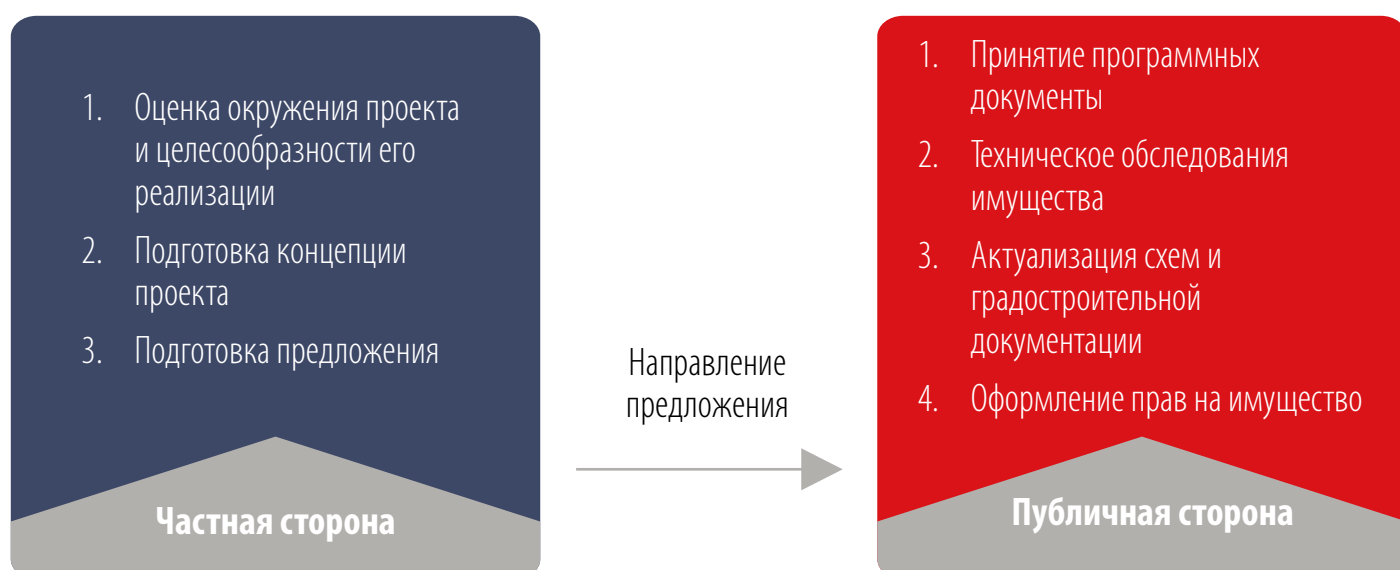 1. Оценка окружения проекта
и целесообразности его
реализации
2. Подготовка концепции
проекта
3. Подготовка предложения
Частная сторона
Направление
предложения
1. Принятие программных
документы
2. Техническое обследования
имущества
3. Актуализация схем и
градостроительной
документации
4. Оформление прав на имущество
Публичная сторона